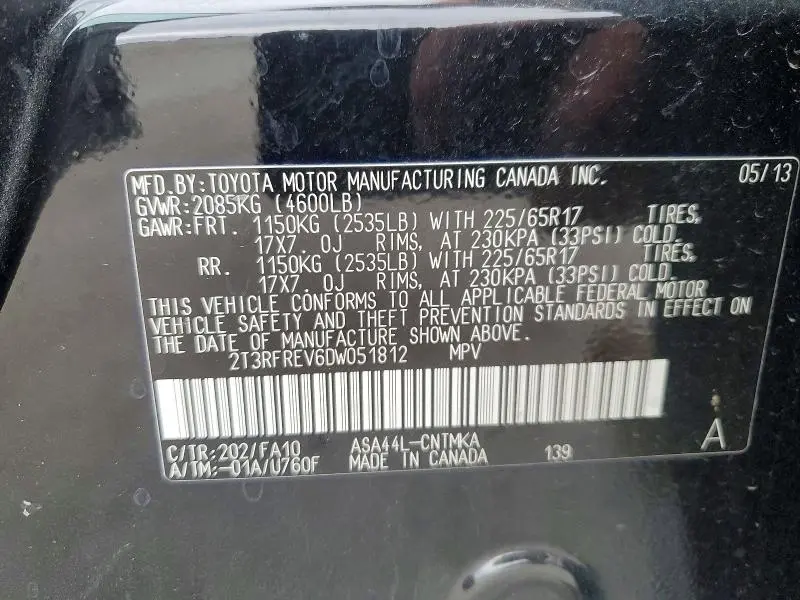 MFD.BY:TOYOTA MOTOR MANUFACTURING CANADA INC. 05/13
GVWR:2085KG (4600LB)
GAWR:FRT. 1150KG (2535LB) WITH 225/65R17 TIRES,
17X7. 0J RIMS, AT 230KPA (33PSI) COLD.
RR. 1150KG (2535LB) WITH 225/65R17 TIRES,
17X7. 0J RIMS, AT 230KPA (33PSI) COLD.
THIS VEHICLE CONFORMS TO ALL APPLICABLE FEDERAL MOTOR
VEHICLE SAFETY AND THEFT PREVENTION STANDARDS IN EFFECT ON
THE DATE OF MANUFACTURE SHOWN ABOVE.
2T3RFREV6DW051812 MPV
C/TR:202/FA10 ASA44L-CNTMKA
A/TM:-01A/U760F MADE IN CANADA 139 A